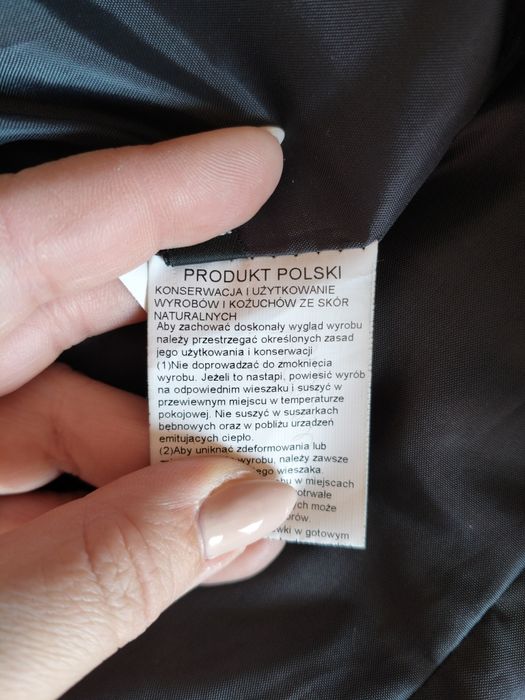 PRODUKT POLSKI
KONSERWACJA I UŻYTKOWANIE
WYROBÓW I KOŻUCHÓW ZE SKÓR
NATURALNYCH
Aby zachować doskonały wygląd wyrobu
należy przestrzegać określonych zasad
jego użytkowania i konserwacji
(1)Nie doprowadzać do zmoknięcia
wyrobu. Jeżeli to nastapi, powiesić wyrób
na odpowiednim wieszaku i suszyć w
przewiewnym miejscu w temperaturze
pokojowej. Nie suszyć w suszarkach
bębnowych oraz w pobliżu urządzeń
emitujących ciepło.
(2)Aby uniknąć zdeformowania lub
wyrobu, należy zawsze
wieszaka.
w miejscach
może
w gotowym